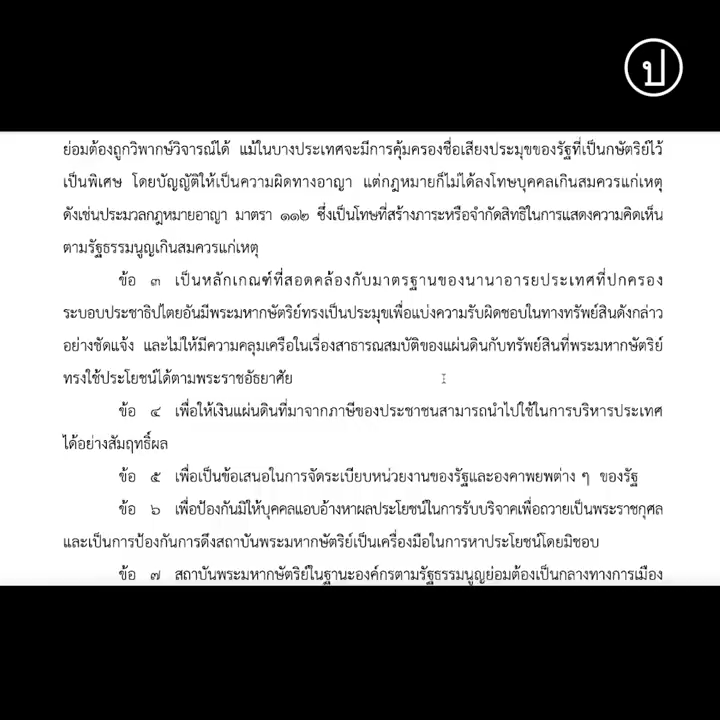 ป
ย่อมต้องถูกวิพากษ์วิจารณ์ได้ แม้ในบางประเทศจะมีการคุ้มครองชื่อเสียงประมุขของรัฐที่เป็นกษัตริย์ไว้
เป็นพิเศษ โดยบัญญัติให้เป็นความผิดทางอาญา แต่กฎหมายก็ไม่ได้ลงโทษบุคคลเกินสมควรแก่เหตุ
ดังเช่นประมวลกฎหมายอาญา มาตรา ๑๑๒ ซึ่งเป็นโทษที่สร้างภาระหรือจำกัดสิทธิในการแสดงความคิดเห็น
ตามรัฐธรรมนูญเกินสมควรแก่เหตุ
ข้อ ๓ เป็นหลักเกณฑ์ที่สอดคล้องกับมาตรฐานของนานาอารยประเทศที่ปกครอง
ระบอบประชาธิปไตยอันมีพระมหากษัตริย์ทรงเป็นประมุขเพื่อแบ่งความรับผิดชอบในทางทรัพย์สินดังกล่าว
อย่างชัดแจ้ง และไม่ให้มีความคลุมเครือในเรื่องสาธารณสมบัติของแผ่นดินกับทรัพย์สินที่พระมหากษัตริย์
ทรงใช้ประโยชน์ได้ตามพระราชอัธยาศัย
ข้อ ๔ เพื่อให้เงินแผ่นดินที่มาจากภาษีของประชาชนสามารถนำไปใช้ในการบริหารประเทศ
ได้อย่างสัมฤทธิ์ผล
ข้อ ๕ เพื่อเป็นข้อเสนอในการจัดระเบียบหน่วยงานของรัฐและองคาพยพต่าง ๆ ของรัฐ
ข้อ ๖ เพื่อป้องกันมิให้บุคคลแอบอ้างหาผลประโยชน์ในการรับบริจาคเพื่อถวายเป็นพระราชกุศล
และเป็นการป้องกันการดึงสถาบันพระมหากษัตริย์เป็นเครื่องมือในการหาประโยชน์โดยมิชอบ
ข้อ ๗ สถาบันพระมหากษัตริย์ในฐานะองค์กรตามรัฐธรรมนูญย่อมต้องเป็นกลางทางการเมือง